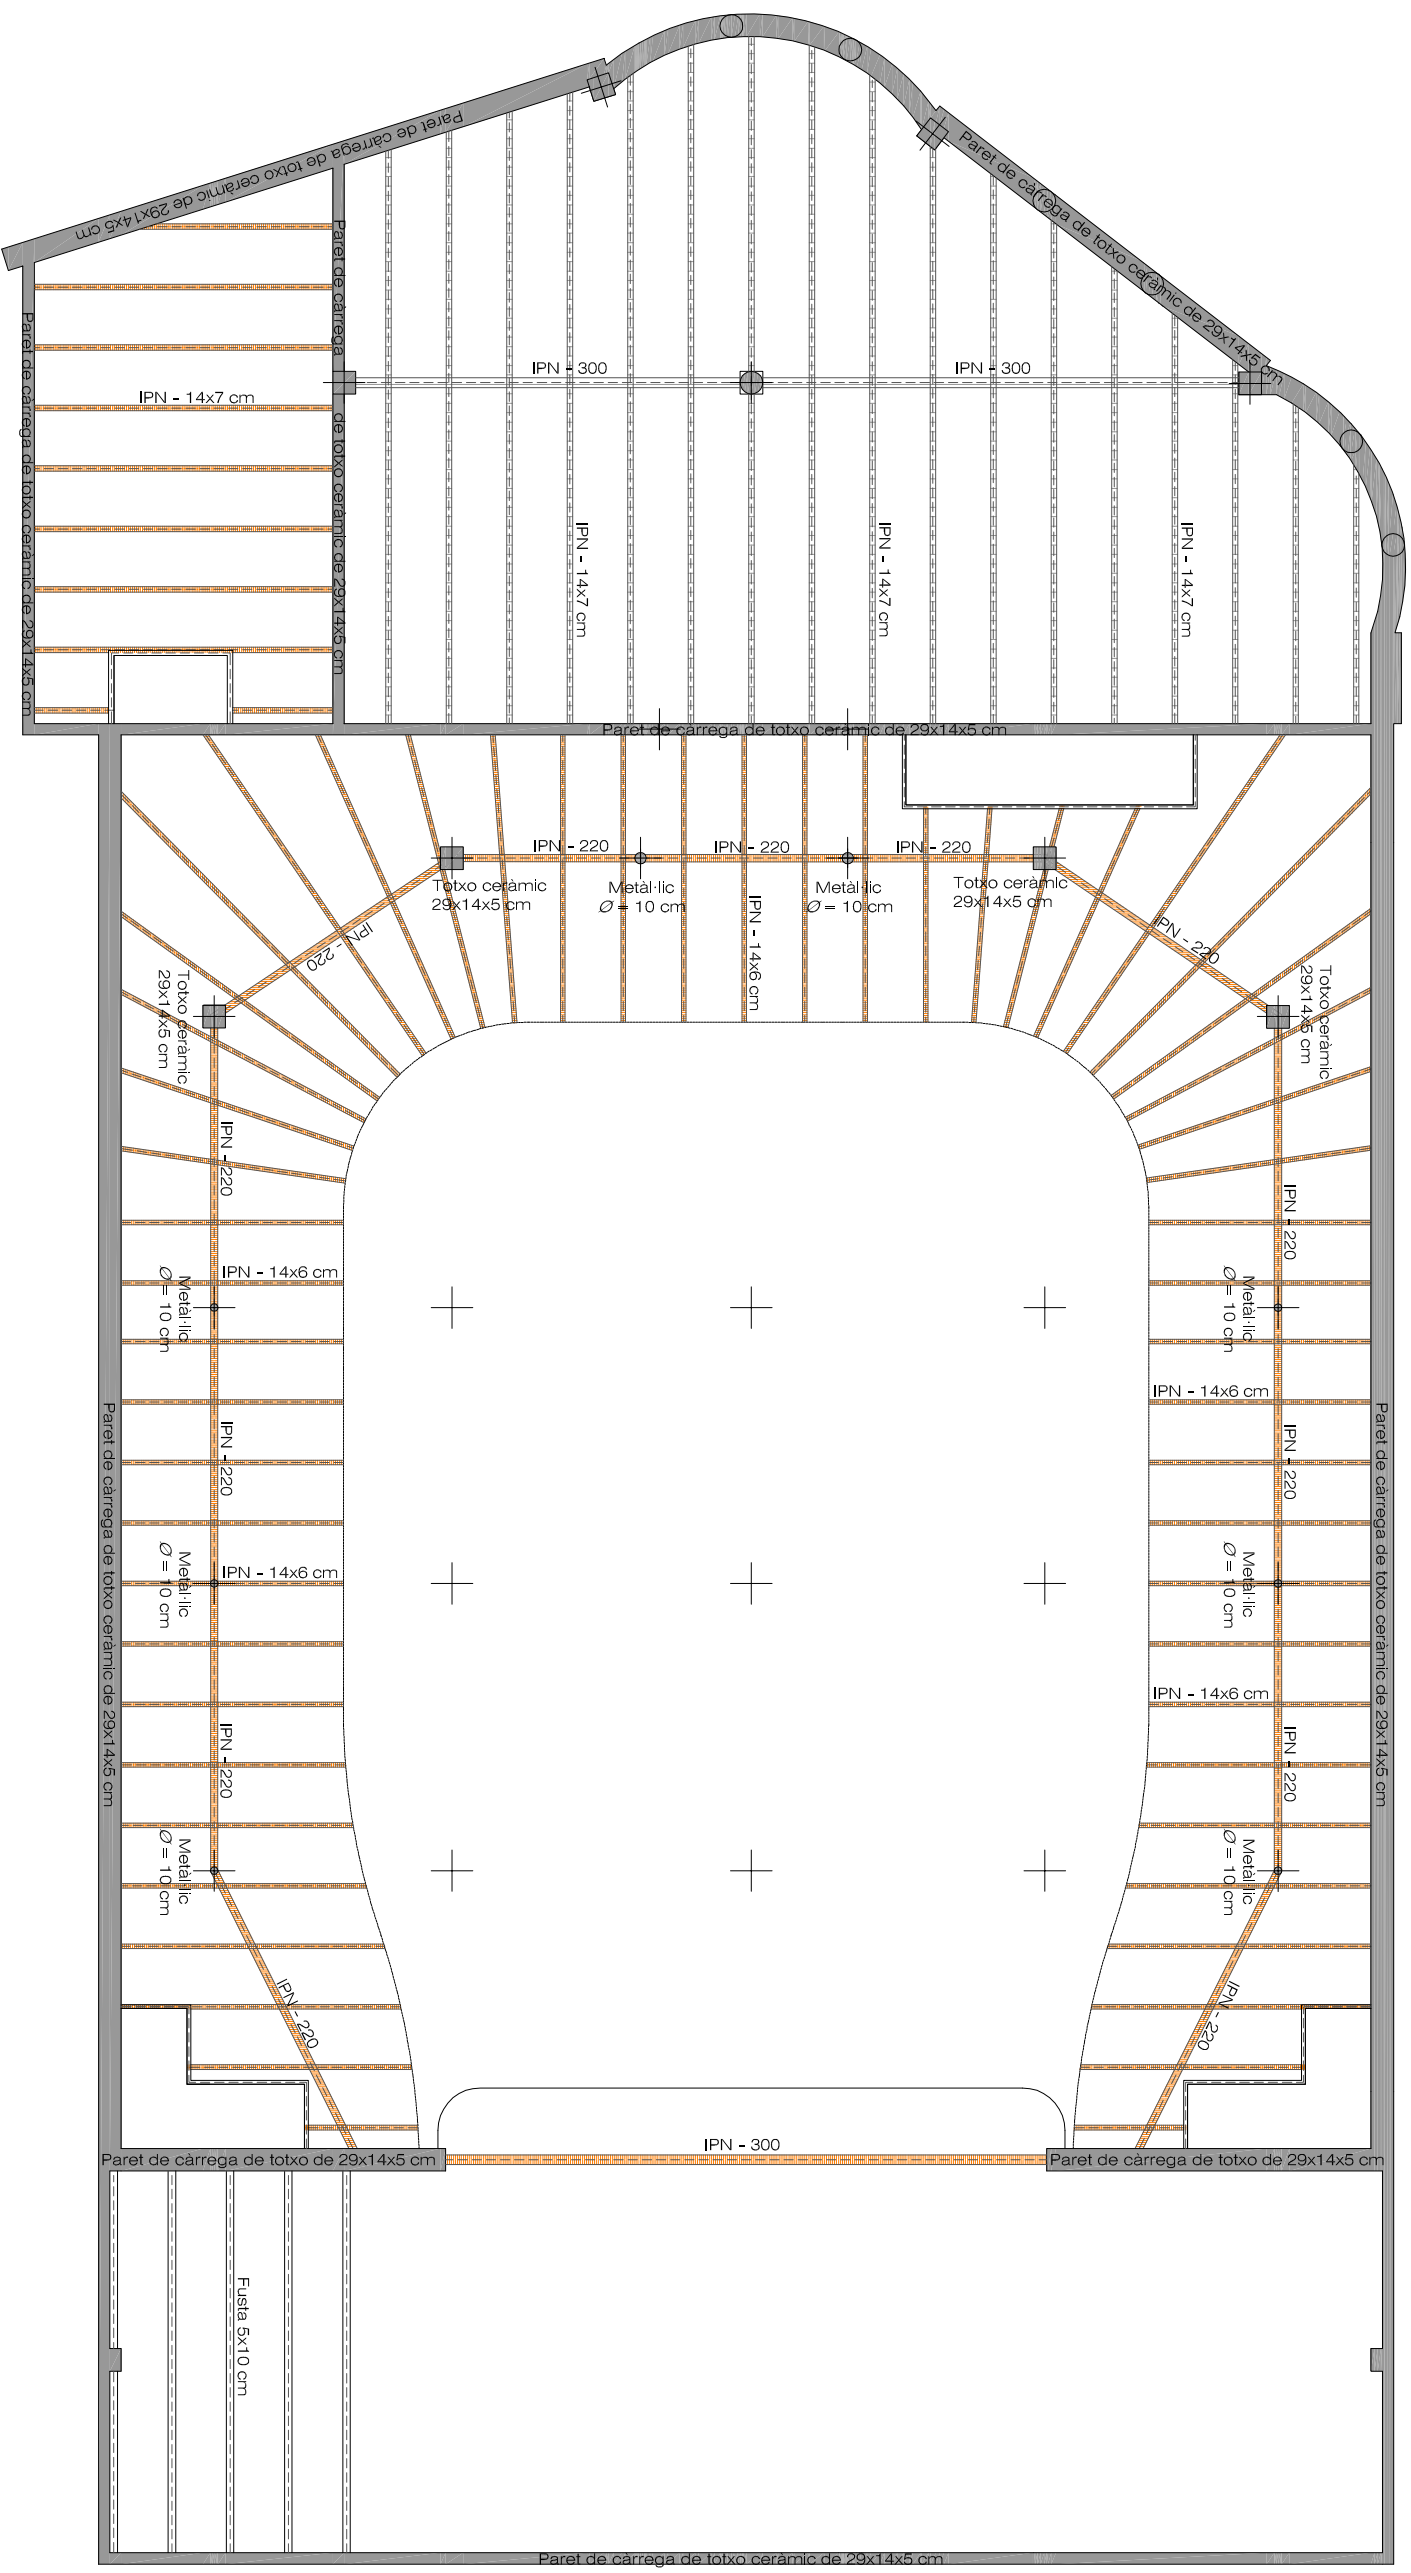 Paret de càrrega de totxo ceràmic de 29x14x5 cm
Paret de càrrega de totxo ceràmic de 29x14x5 cm
Paret de càrrega de totxo ceràmic de 29x14x5 cm
Paret de càrrega de totxo ceràmic de 29x14x5 cm
IPN - 300
IPN - 300
IPN - 14x7 cm
IPN - 14x7 cm
IPN - 14x7 cm
IPN - 14x7 cm
Paret de càrrega de totxo ceràmic de 29x14x5 cm
IPN - 220
IPN - 220
IPN - 220
Totxo ceràmic
29x14x5 cm
Metàl·lic
Ø = 10 cm
Metàl·lic
Ø = 10 cm
Totxo ceràmic
29x14x5 cm
IPN - 14x6 cm
IPN - 220
IPN - 220
Totxo ceràmic
29x14x5 cm
Totxo ceràmic
29x14x5 cm
IPN - 220
IPN - 220
IPN - 14x6 cm
Metàl·lic
Ø = 10 cm
Metàl·lic
Ø = 10 cm
IPN - 14x6 cm
IPN - 220
IPN - 220
Paret de càrrega de totxo ceràmic de 29x14x5 cm
Paret de càrrega de totxo ceràmic de 29x14x5 cm
IPN - 14x6 cm
Metàl·lic
Ø = 10 cm
Metàl·lic
Ø = 10 cm
IPN - 14x6 cm
IPN - 220
IPN - 220
Metàl·lic
Ø = 10 cm
Metàl·lic
Ø = 10 cm
IPN - 220
IPN - 220
IPN - 300
Paret de càrrega de totxo de 29x14x5 cm
Paret de càrrega de totxo de 29x14x5 cm
Fusta 5x10 cm
Paret de càrrega de totxo ceràmic de 29x14x5 cm